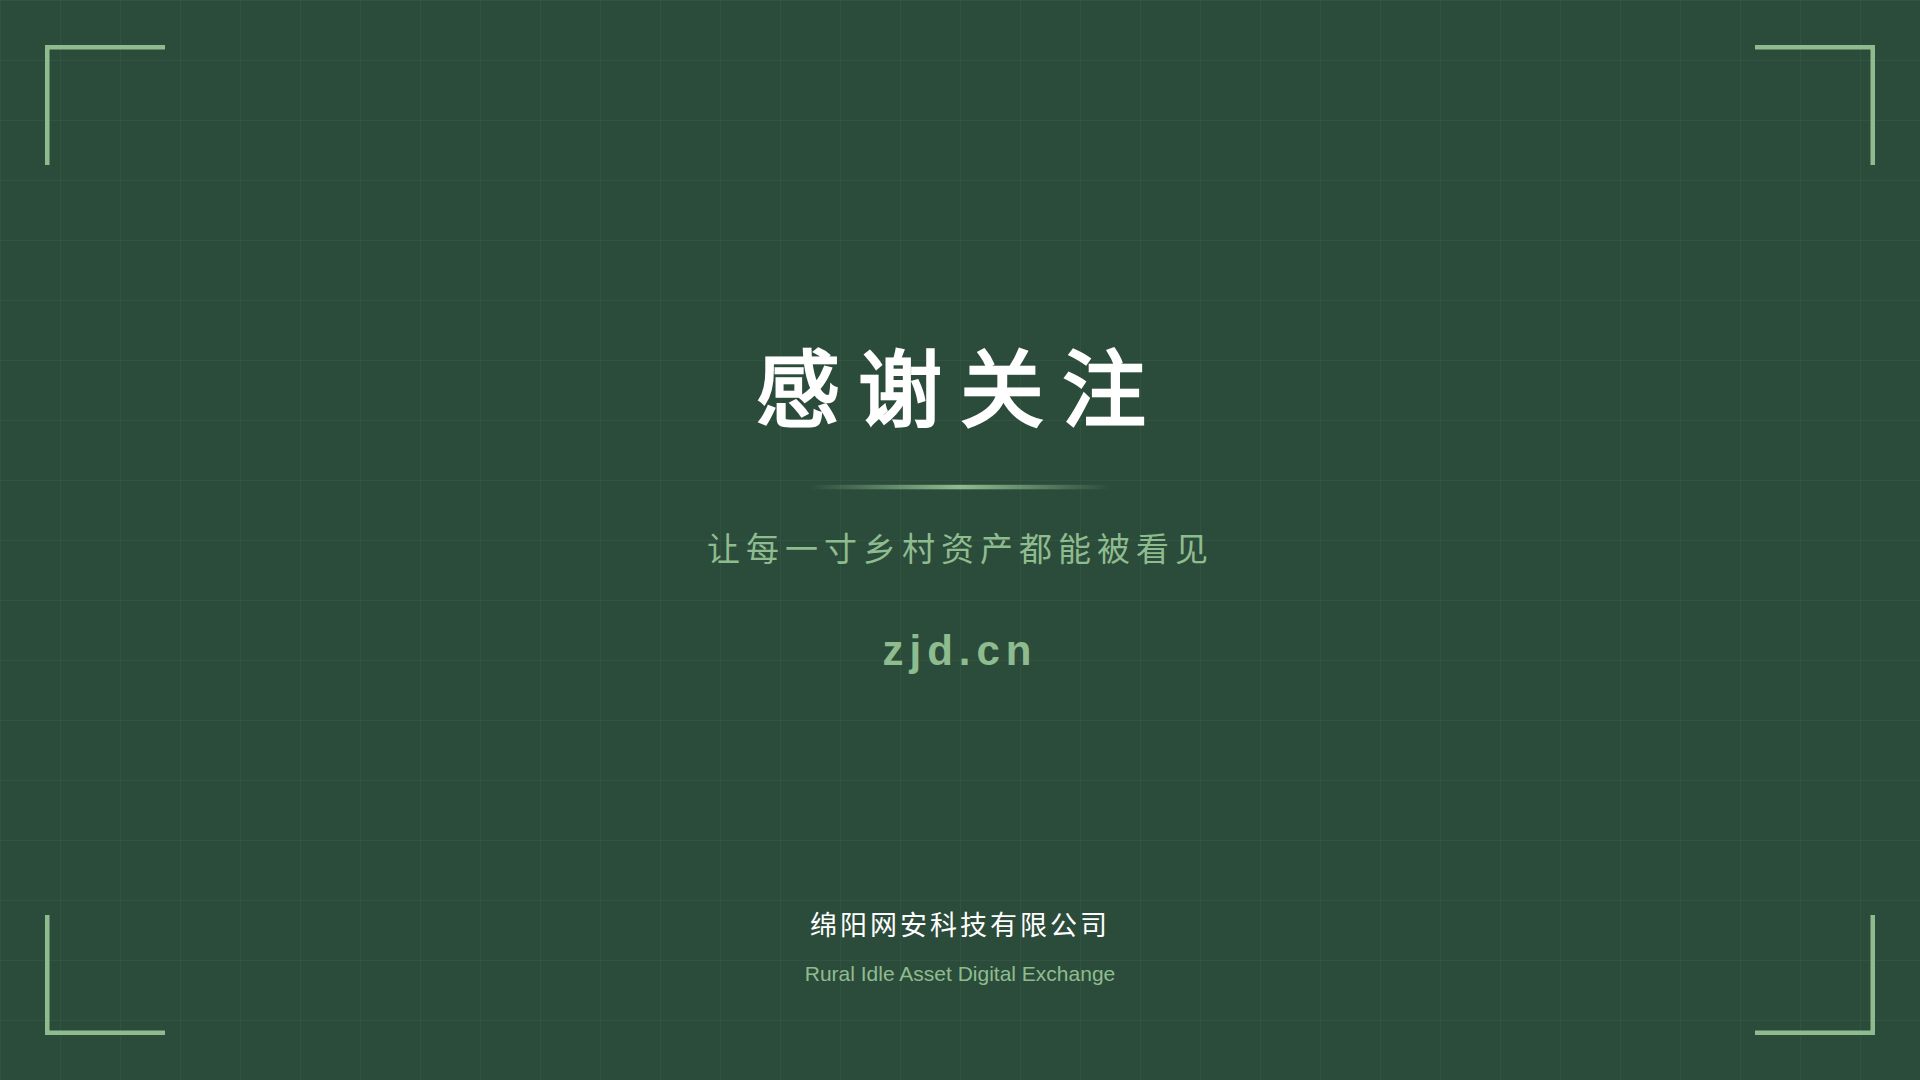 感谢关注
让每一寸乡村资产都能被看见
zjd.cn
绵阳网安科技有限公司
Rural Idle Asset Digital Exchange